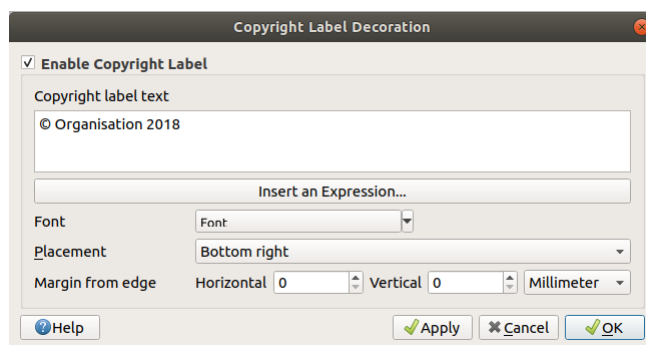 Copyright Label Decoration
Enable Copyright Label
Copyright label text
© Organisation 2018
Insert an Expression...
Font Font
Placement Bottom right
Margin from edge Horizontal 0 Vertical 0 Millimeter
Help Apply Cancel OK